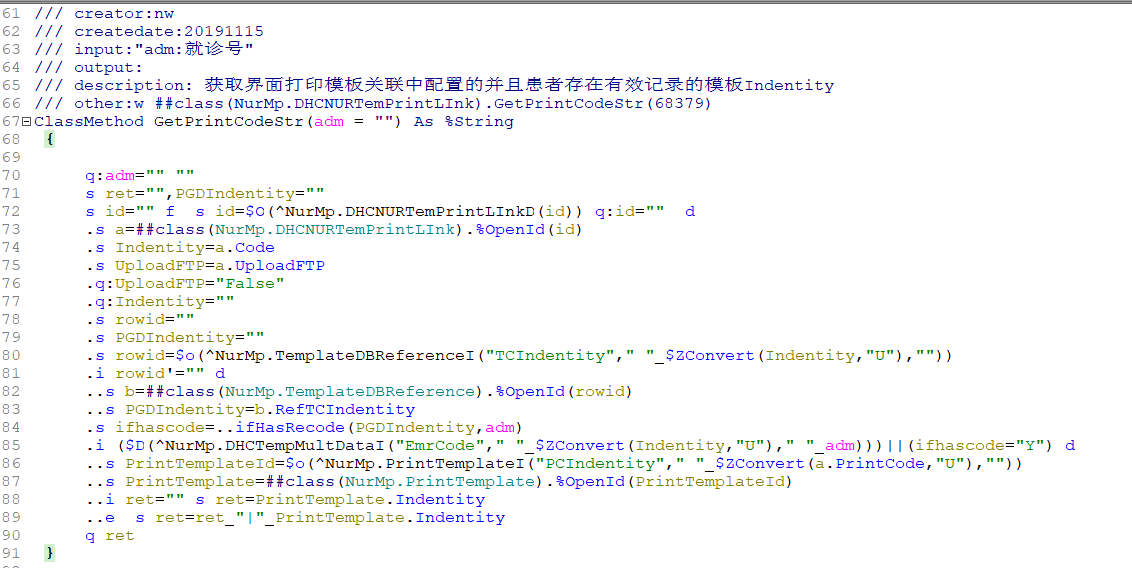 61 /// creator:nw
62 /// createdate:20191115
63 /// input:"adm:就诊号"
64 /// output:
65 /// description: 获取界面打印模板关联中配置的并且患者存在有效记录的模板Indentity
66 /// other:w ##class(NurMp.DHCNURTemPrintLInk).GetPrintCodeStr(68379)
67 ClassMethod GetPrintCodeStr(adm = "") As %String
68 {
69
70 q:adm="" ""
71 s ret="",PGDIndentity=""
72 s id="" f  s id=$O(^NurMp.DHCNURTemPrintLInkD(id)) q:id=""  d
73 .s a=##class(NurMp.DHCNURTemPrintLInk).%OpenId(id)
74 .s Indentity=a.Code
75 .s UploadFTP=a.UploadFTP
76 .q:UploadFTP="False"
77 .q:Indentity=""
78 .s rowid=""
79 .s PGDIndentity=""
80 .s rowid=$o(^NurMp.TemplateDBReferenceI("TCIndentity"," "_$ZConvert(Indentity,"U"),""))
81 .i rowid'="" d
82 ..s b=##class(NurMp.TemplateDBReference).%OpenId(rowid)
83 ..s PGDIndentity=b.RefTCIndentity
84 .s ifhascode=..ifHasRecode(PGDIndentity,adm)
85 .i ($D(^NurMp.DHCTempMultDataI("EmrCode"," "_$ZConvert(Indentity,"U")," "_adm)))||(ifhascode="Y") d
86 ..s PrintTemplateId=$o(^NurMp.PrintTemplateI("PCIndentity"," "_$ZConvert(a.PrintCode,"U"),""))
87 ..s PrintTemplate=##class(NurMp.PrintTemplate).%OpenId(PrintTemplateId)
88 ..i ret="" s ret=PrintTemplate.Indentity
89 ..e  s ret=ret_"|"_PrintTemplate.Indentity
90 q ret
91 }